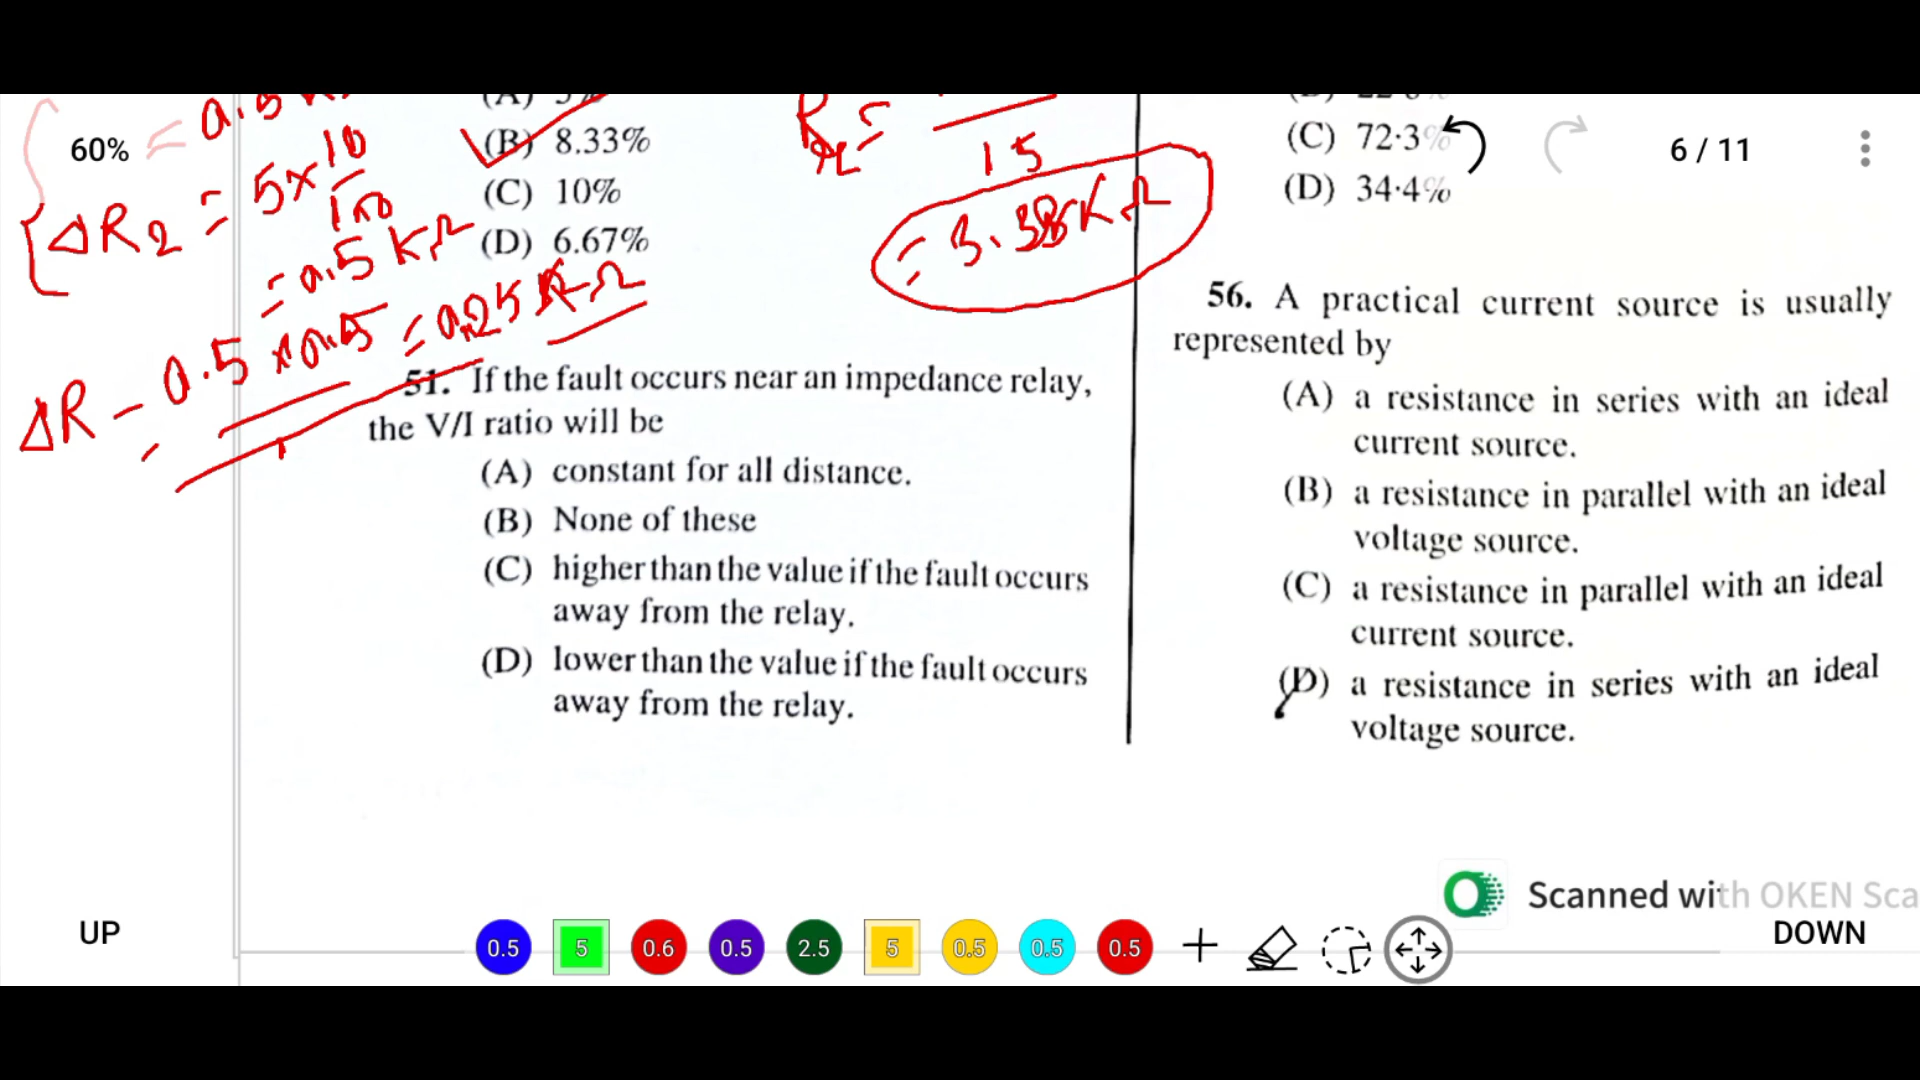 60%
= 0.5
(B) 8.33%
(C) 10%
(D) 6.67%
ΔR2 = 5 × 10
100
= 0.5 KΩ
ΔR = 0.5 × 0.5 = 0.25 KΩ
=
15
= 3.38KΩ
51. If the fault occurs near an impedance relay,
the V/I ratio will be
(A) constant for all distance.
(B) None of these
(C) higher than the value if the fault occurs
away from the relay.
(D) lower than the value if the fault occurs
away from the relay.
(C) 72·3%
(D) 34·4%
6 / 11
56. A practical current source is usually
represented by
(A) a resistance in series with an ideal
current source.
(B) a resistance in parallel with an ideal
voltage source.
(C) a resistance in parallel with an ideal
current source.
(D) a resistance in series with an ideal
voltage source.
Scanned with OKEN Sca
UP
0.5 5 0.6 0.5 2.5 5 0.5 0.5 0.5 +
DOWN